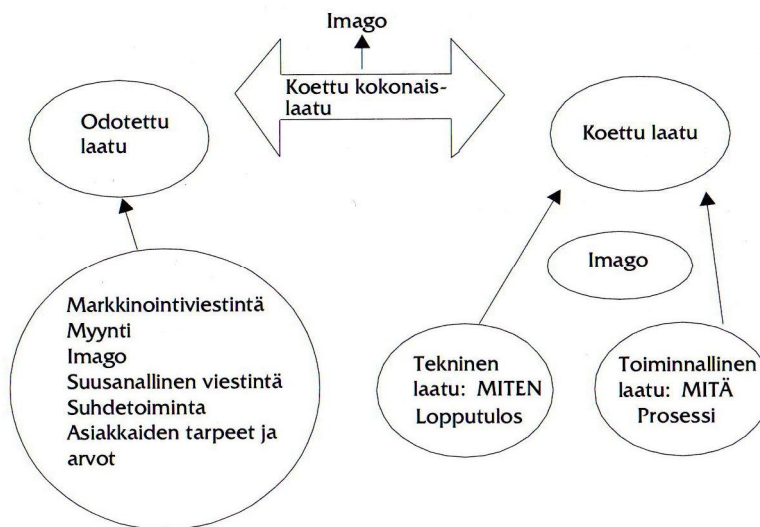 Imago
Koettu kokonais-
laatu
Odotettu
laatu
Koettu laatu
Imago
Markkinointiviestintä
Myynti
Imago
Suusanallinen viestintä
Suhdetoiminta
Asiakkaiden tarpeet ja
arvot
Tekninen
laatu: MITEN
Lopputulos
Toiminnallinen
laatu: MITÄ
Prosessi